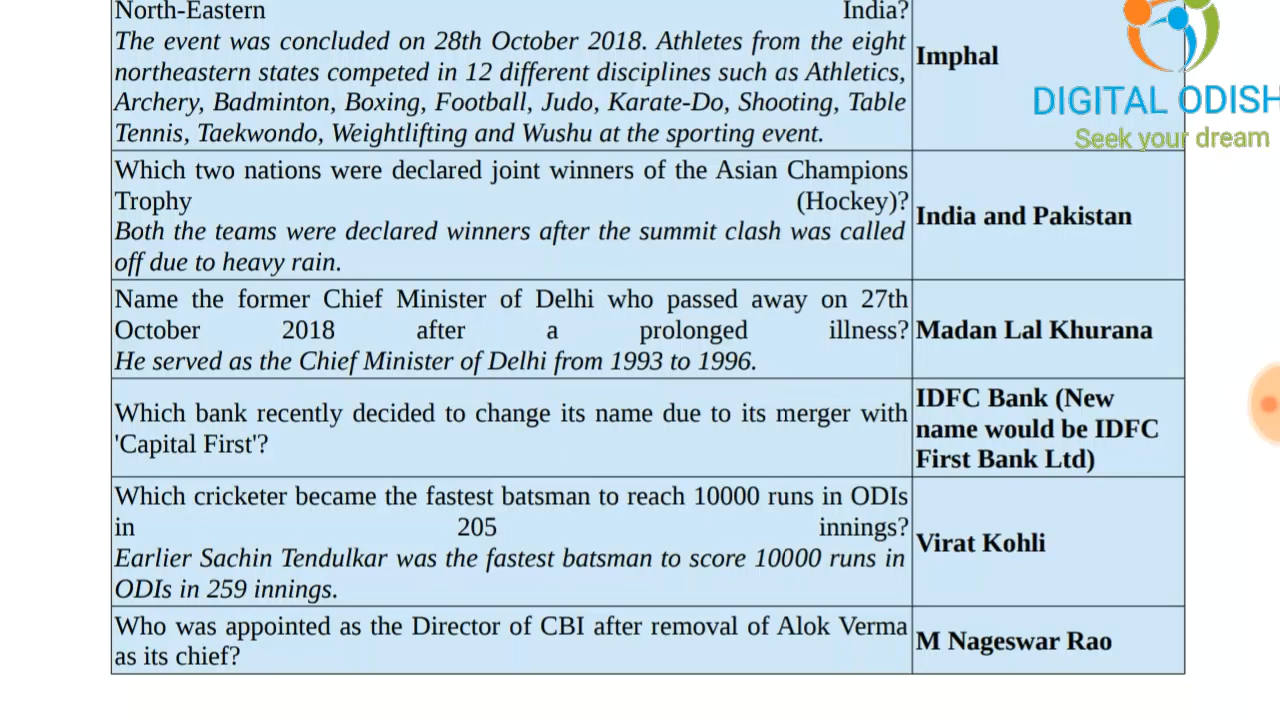 North-Eastern India?
The event was concluded on 28th October 2018. Athletes from the eight
northeastern states competed in 12 different disciplines such as Athletics,
Archery, Badminton, Boxing, Football, Judo, Karate-Do, Shooting, Table
Tennis, Taekwondo, Weightlifting and Wushu at the sporting event.
Imphal
DIGITAL ODISH
Seek your dream
Which two nations were declared joint winners of the Asian Champions
Trophy (Hockey)?
Both the teams were declared winners after the summit clash was called
off due to heavy rain.
India and Pakistan
Name the former Chief Minister of Delhi who passed away on 27th
October 2018 after a prolonged illness?
He served as the Chief Minister of Delhi from 1993 to 1996.
Madan Lal Khurana
Which bank recently decided to change its name due to its merger with
'Capital First'?
IDFC Bank (New
name would be IDFC
First Bank Ltd)
Which cricketer became the fastest batsman to reach 10000 runs in ODIs
in 205 innings?
Earlier Sachin Tendulkar was the fastest batsman to score 10000 runs in
ODIs in 259 innings.
Virat Kohli
Who was appointed as the Director of CBI after removal of Alok Verma
as its chief?
M Nageswar Rao